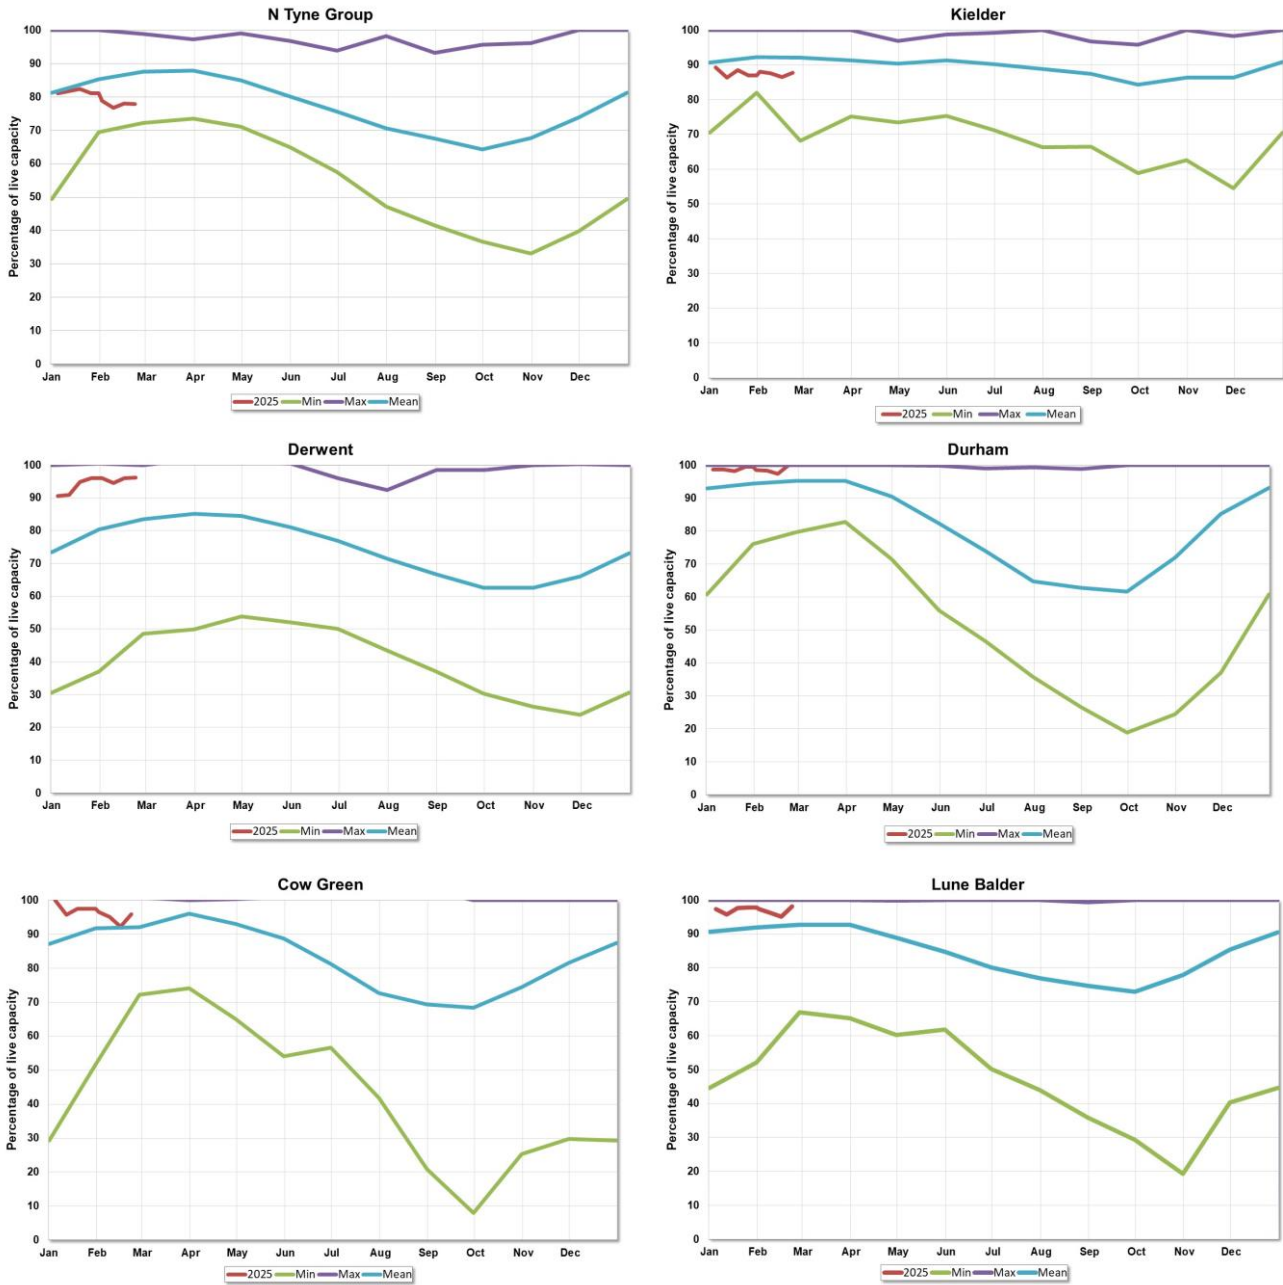 N Tyne Group
Percentage of live capacity
100
90
80
70
60
50
40
30
20
10
0
Jan Feb Mar Apr May Jun Jul Aug Sep Oct Nov Dec
2025 Min Max Mean
Kielder
Percentage of live capacity
100
90
80
70
60
50
40
30
20
10
0
Jan Feb Mar Apr May Jun Jul Aug Sep Oct Nov Dec
2025 Min Max Mean
Derwent
Percentage of live capacity
100
90
80
70
60
50
40
30
20
10
0
Jan Feb Mar Apr May Jun Jul Aug Sep Oct Nov Dec
2025 Min Max Mean
Durham
Percentage of live capacity
100
90
80
70
60
50
40
30
20
10
0
Jan Feb Mar Apr May Jun Jul Aug Sep Oct Nov Dec
2025 Min Max Mean
Cow Green
Percentage of live capacity
100
90
80
70
60
50
40
30
20
10
0
Jan Feb Mar Apr May Jun Jul Aug Sep Oct Nov Dec
2025 Min Max Mean
Lune Balder
Percentage of live capacity
100
90
80
70
60
50
40
30
20
10
0
Jan Feb Mar Apr May Jun Jul Aug Sep Oct Nov Dec
2025 Min Max Mean